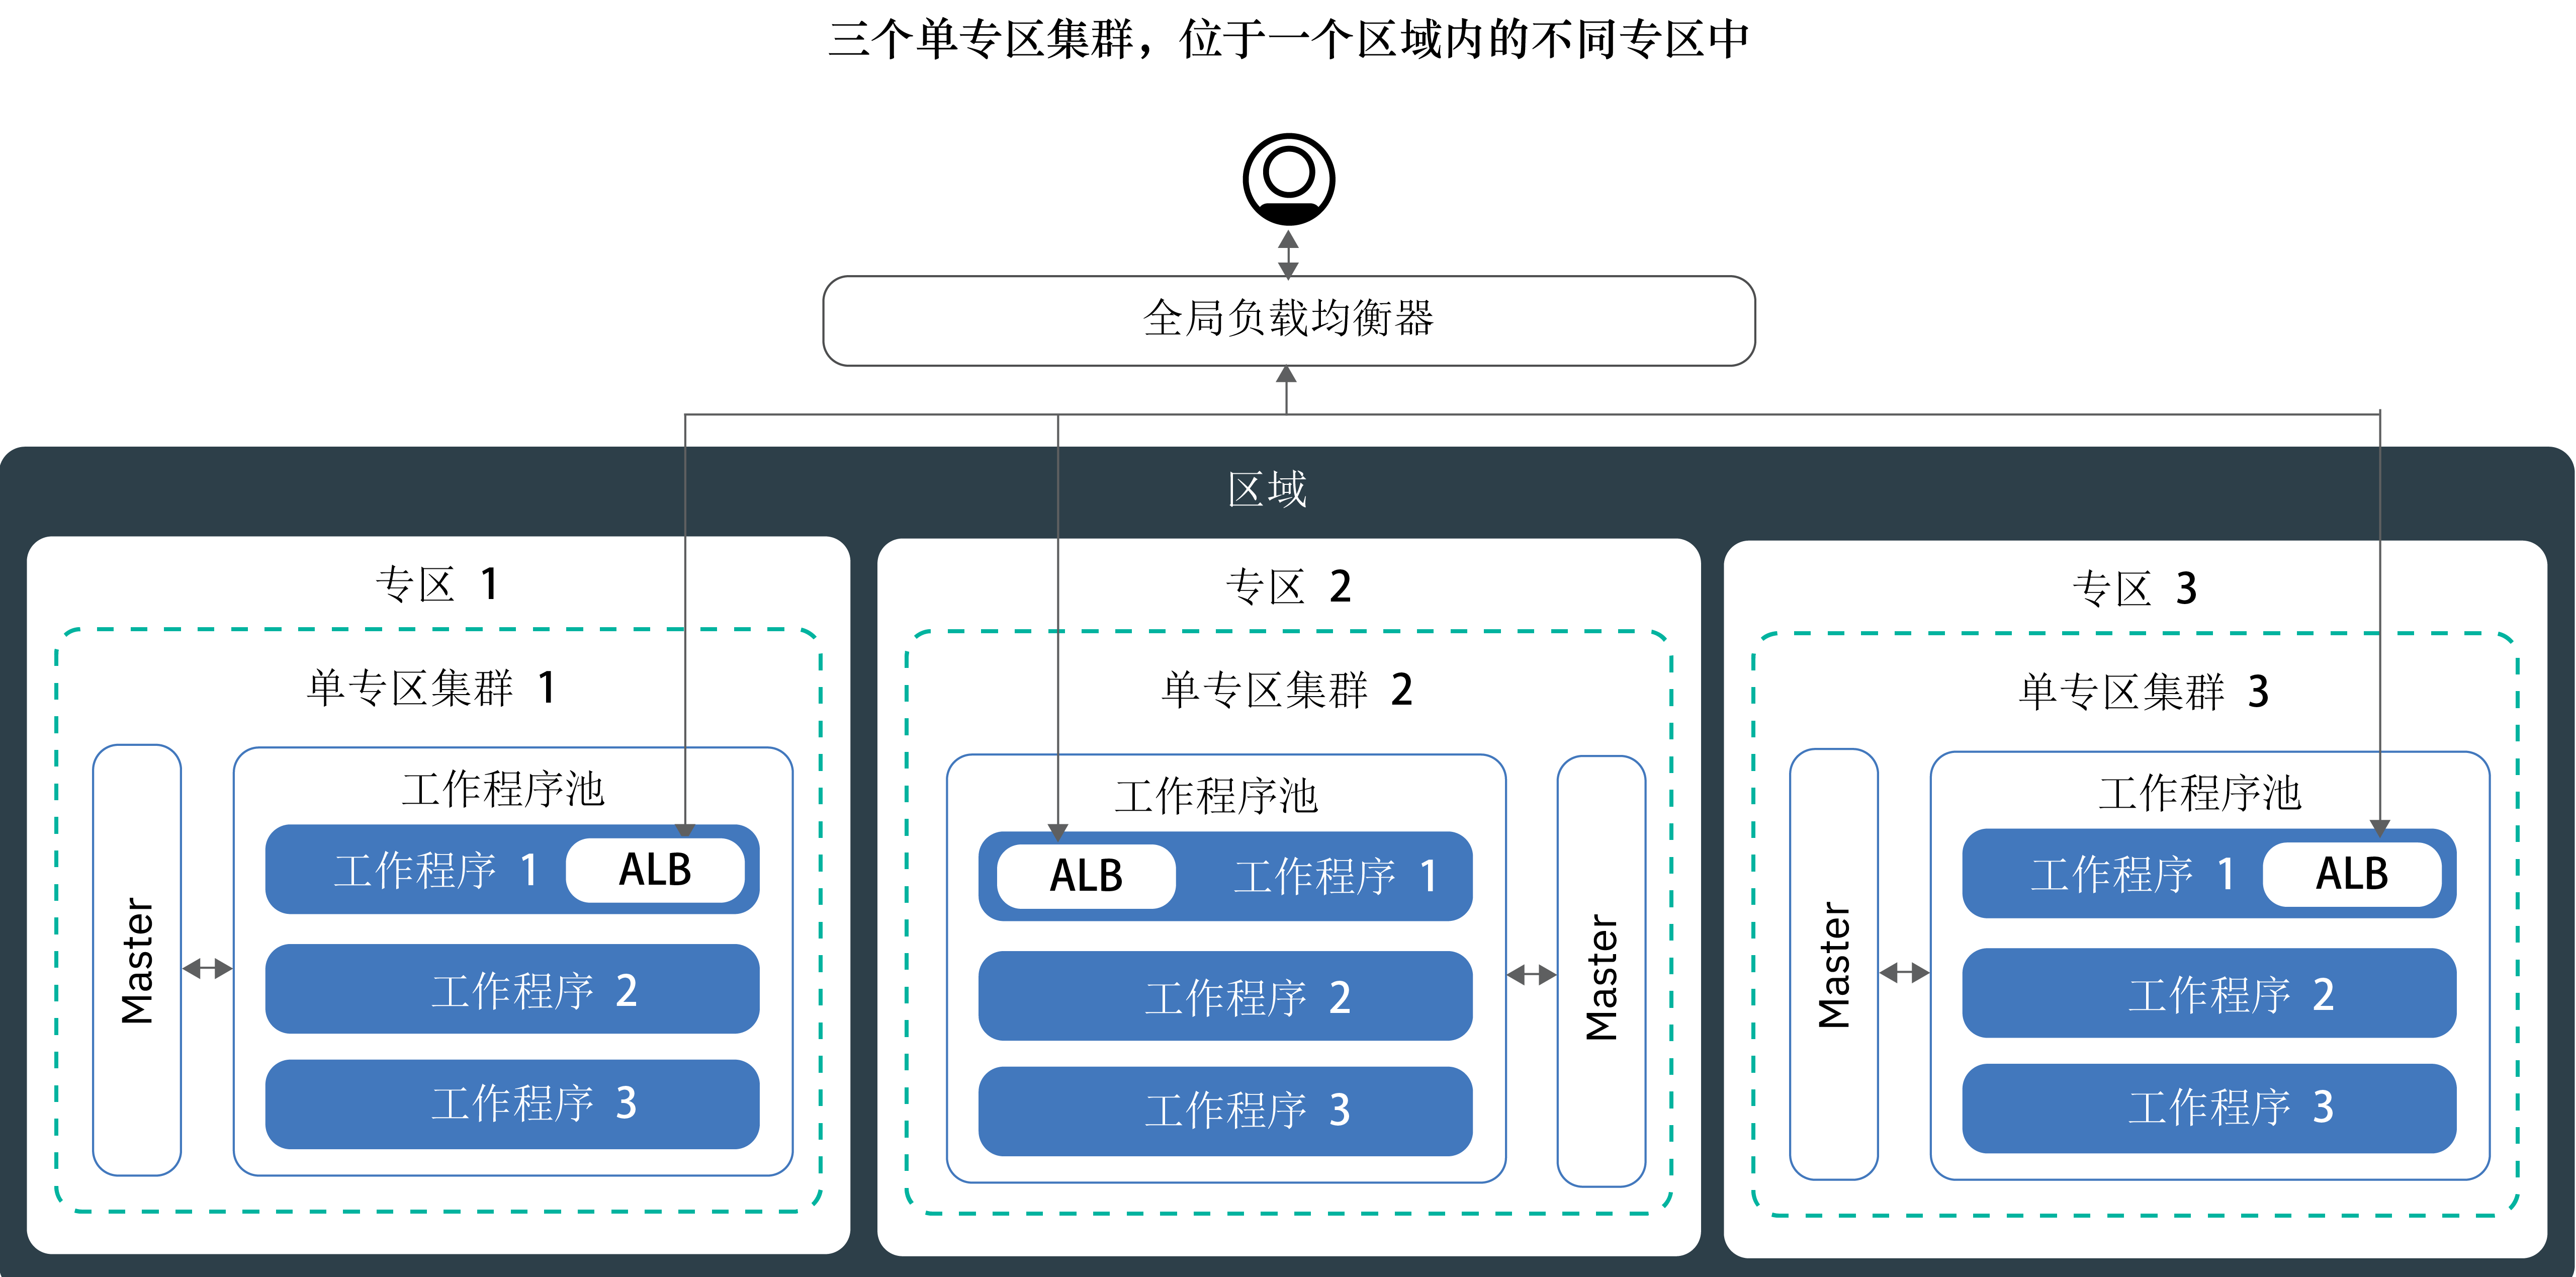 三个单专区集群，位于一个区域内的不同专区中
全局负载均衡器
区域
专区 1
单专区集群 1
Master
工作程序池
工作程序 1
ALB
工作程序 2
工作程序 3
专区 2
单专区集群 2
工作程序池
ALB
工作程序 1
工作程序 2
工作程序 3
Master
专区 3
单专区集群 3
Master
工作程序池
工作程序 1
ALB
工作程序 2
工作程序 3